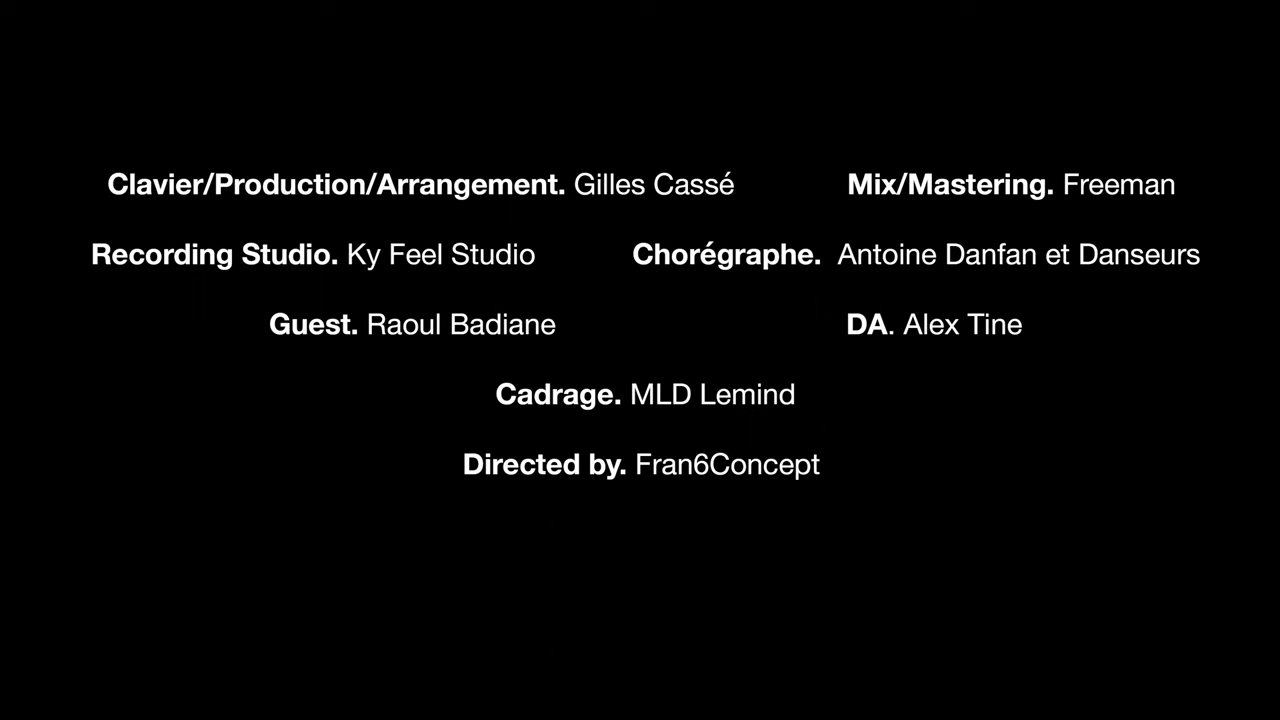 Clavier/Production/Arrangement. Gilles Cassé Mix/Mastering. Freeman
Recording Studio. Ky Feel Studio Chorégraphe. Antoine Danfan et Danseurs
Guest. Raoul Badiane DA. Alex Tine
Cadrage. MLD Lemind
Directed by. Fran6Concept